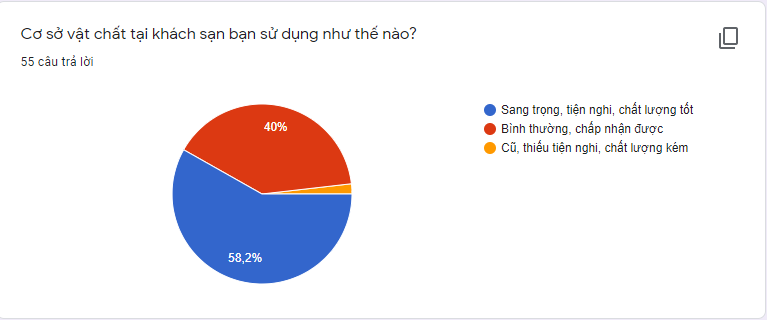 Cơ sở vật chất tại khách sạn bạn sử dụng như thế nào?
55 câu trả lời
40%
58,2%
Sang trọng, tiện nghi, chất lượng tốt
Bình thường, chấp nhận được
Cũ, thiếu tiện nghi, chất lượng kém